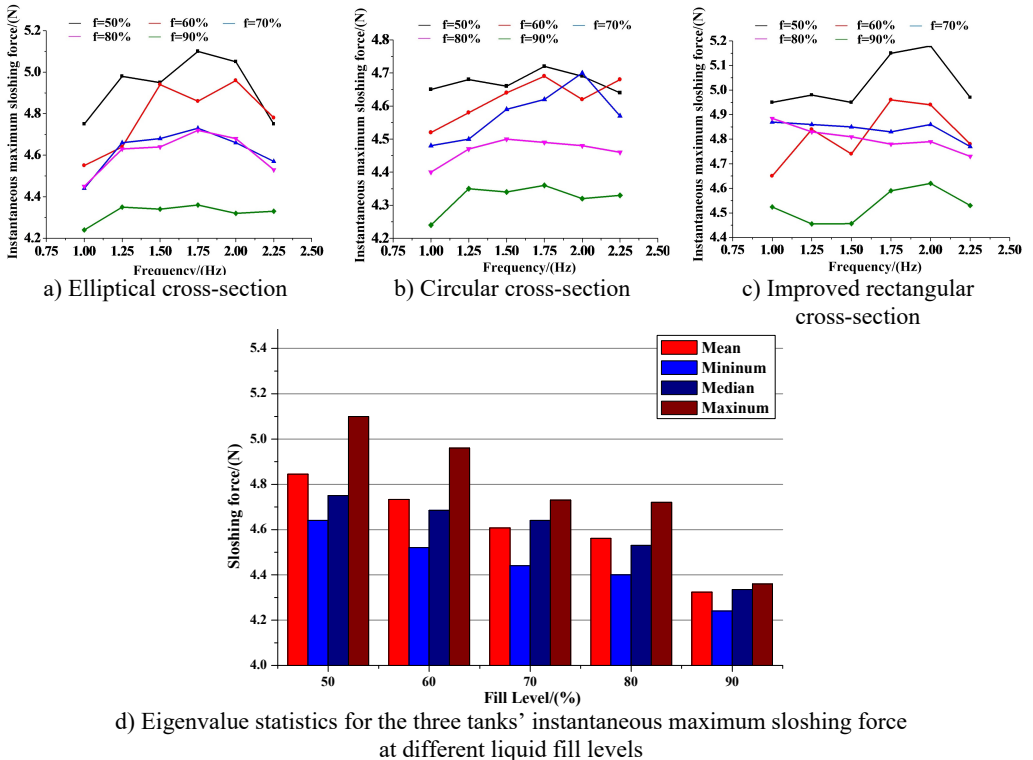 f=50% f=60% f=70%
f=80% f=90%
Instantaneous maximum sloshing force/(N)
5.2
5.0
4.8
4.6
4.4
4.2
0.75 1.00 1.25 1.50 1.75 2.00 2.25 2.50
Frequency/(Hz)
a) Elliptical cross-section
f=50% f=60% f=70%
f=80% f=90%
Instantaneous maximum sloshing force/(N)
4.8
4.7
4.6
4.5
4.4
4.3
4.2
0.75 1.00 1.25 1.50 1.75 2.00 2.25 2.50
Frequency/(Hz)
b) Circular cross-section
f=50% f=60% f=70%
f=80% f=90%
Instantaneous maximum sloshing force/(N)
5.2
5.1
5.0
4.9
4.8
4.7
4.6
4.5
4.4
0.75 1.00 1.25 1.50 1.75 2.00 2.25 2.50
Frequency/(Hz)
c) Improved rectangular
cross-section
Mean
Mininum
Median
Maxinum
Sloshing force/(N)
5.4
5.2
5.0
4.8
4.6
4.4
4.2
4.0
50 60 70 80 90
Fill Level/(%)
d) Eigenvalue statistics for the three tanks’ instantaneous maximum sloshing force
at different liquid fill levels